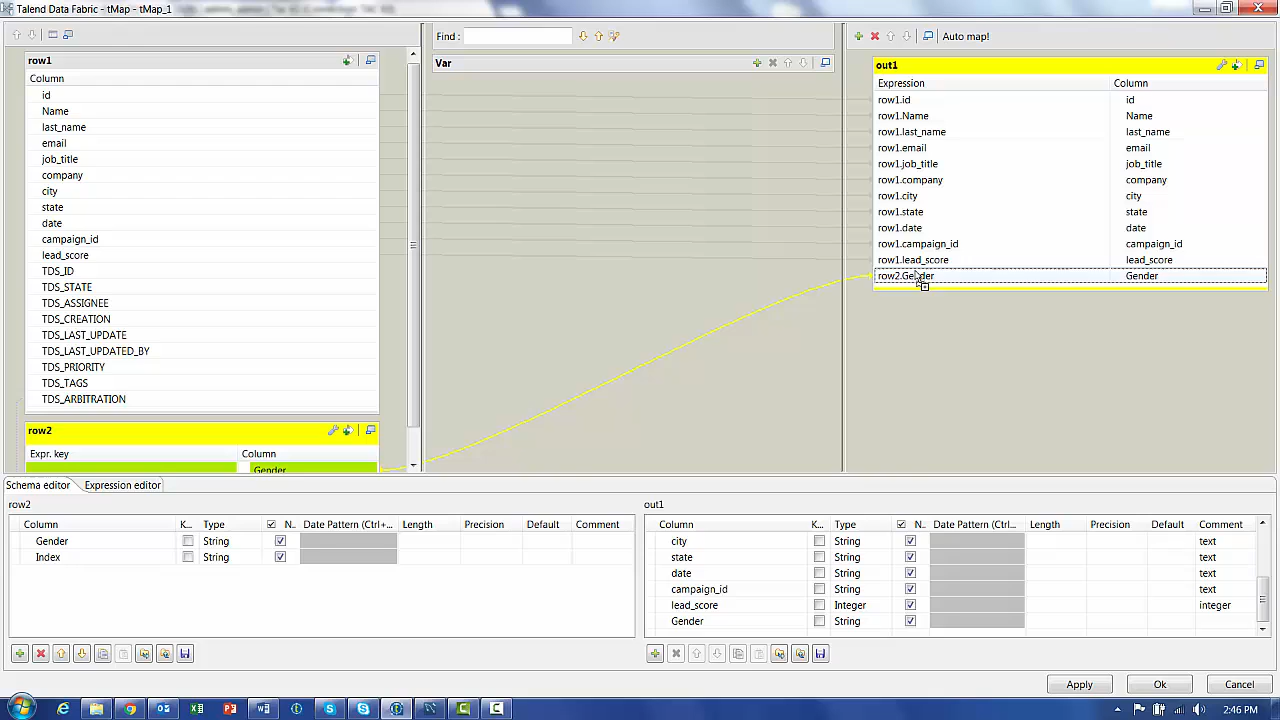 Talend Data Fabric - tMap - tMap_1
Find :
Auto map!
row1
Column
id
Name
last_name
email
job_title
company
city
state
date
campaign_id
lead_score
TDS_ID
TDS_STATE
TDS_ASSIGNEE
TDS_CREATION
TDS_LAST_UPDATE
TDS_LAST_UPDATED_BY
TDS_PRIORITY
TDS_TAGS
TDS_ARBITRATION
row2
Expr. key Column
Gender
Var
out1
Expression Column
row1.id id
row1.Name Name
row1.last_name last_name
row1.email email
row1.job_title job_title
row1.company company
row1.city city
row1.state state
row1.date date
row1.campaign_id campaign_id
row1.lead_score lead_score
row2.Gender Gender
Schema editor Expression editor
row2
Column K... Type N.. Date Pattern (Ctrl+... Length Precision Default Comment
Gender String
Index String
out1
Column K... Type N.. Date Pattern (Ctrl... Length Precision Default Comment
city String text
state String text
date String text
campaign_id String text
lead_score Integer integer
Gender String
Apply Ok Cancel
2:46 PM